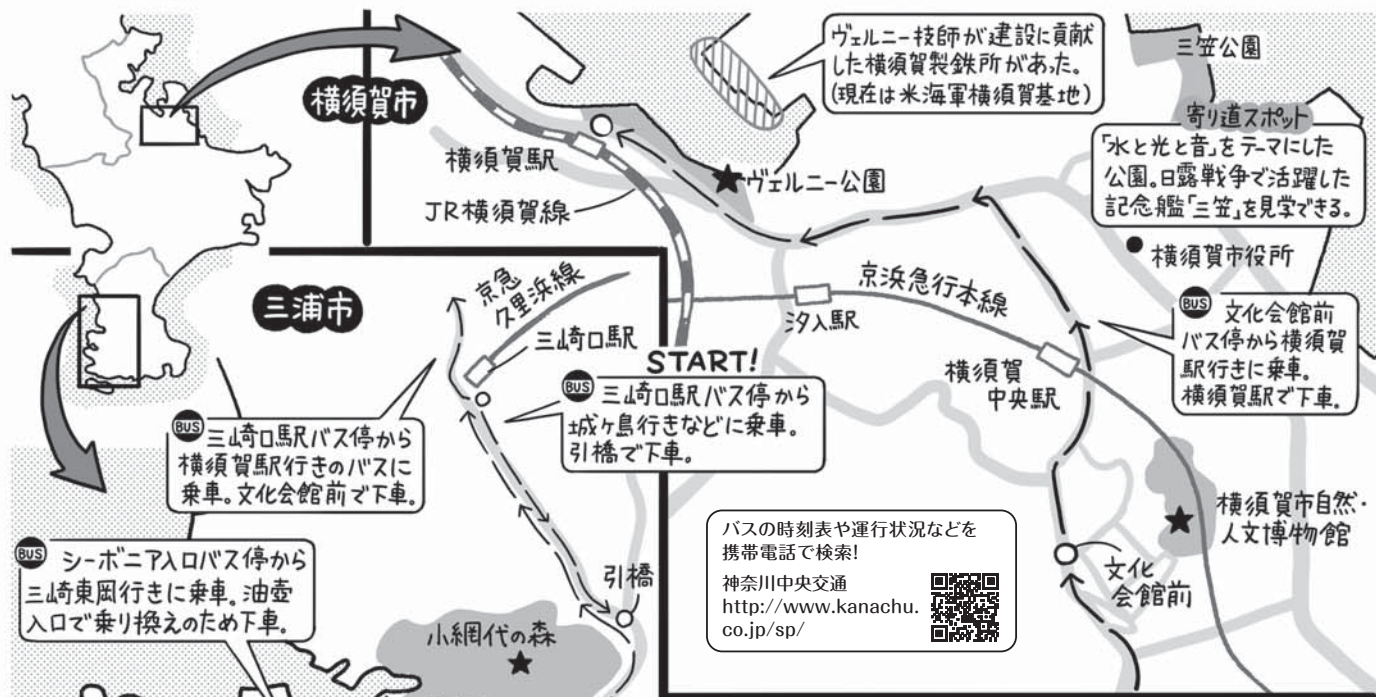 ヴェルニー技師が建設に貢献
した横須賀製鉄所があった。
(現在は米海軍横須賀基地)
三笠公園
寄り道スポット
「水と光と音」をテーマにした
公園。日露戦争で活躍した
記念艦「三笠」を見学できる。
横須賀市
横須賀駅
JR横須賀線
ヴェルニー公園
横須賀市役所
京浜急行本線
汐入駅
横須賀
中央駅
BUS 文化会館前
バス停から横須賀
駅行きに乗車。
横須賀駅で下車。
三浦市
京急
久里浜線
三崎口駅
START!
BUS 三崎口駅バス停から
城ヶ島行きなどに乗車。
引橋で下車。
BUS 三崎口駅バス停から
横須賀駅行きのバスに
乗車。文化会館前で下車。
横須賀市自然・
人文博物館
文化
会館前
バスの時刻表や運行状況などを
携帯電話で検索!
神奈川中央交通
http://www.kanachu.
co.jp/sp/
BUS シーボニア入口バス停から
三崎東岡行きに乗車。油壺
入口で乗り換えのため下車。
引橋
小網代の森